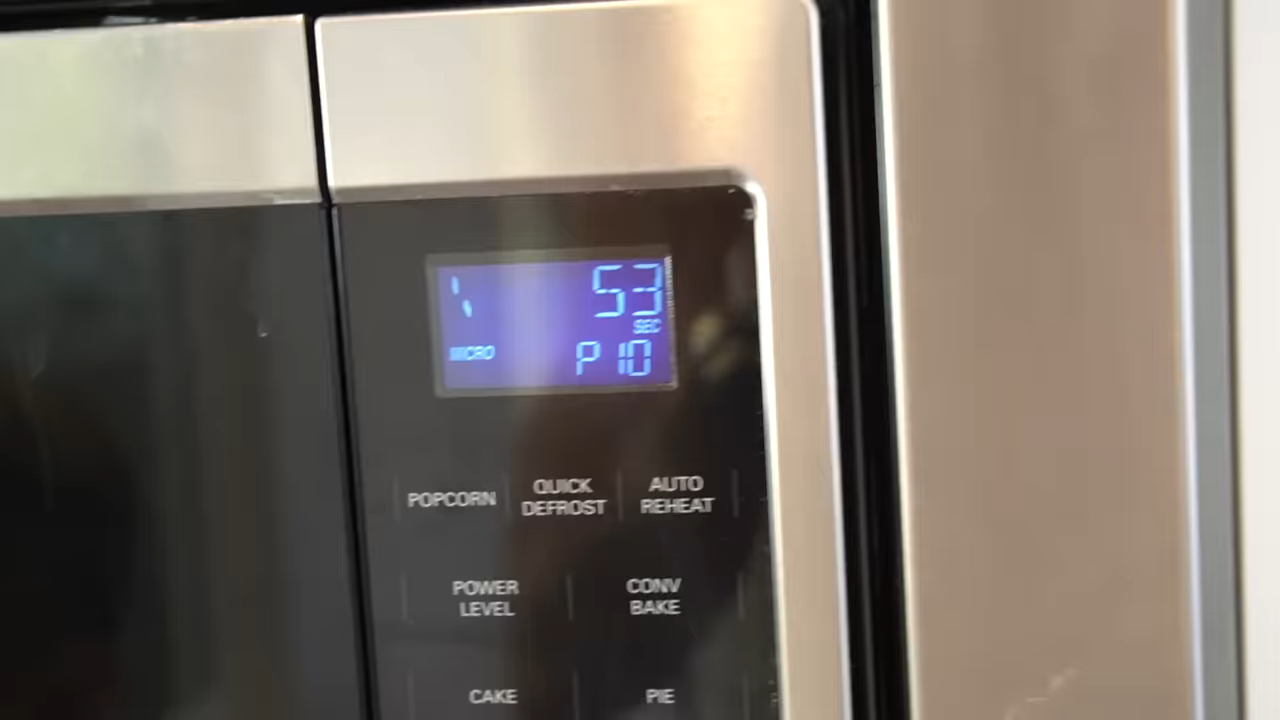 53
SEC
MICRO P 10
POPCORN QUICK DEFROST AUTO REHEAT
POWER LEVEL CONV BAKE
CAKE PIE